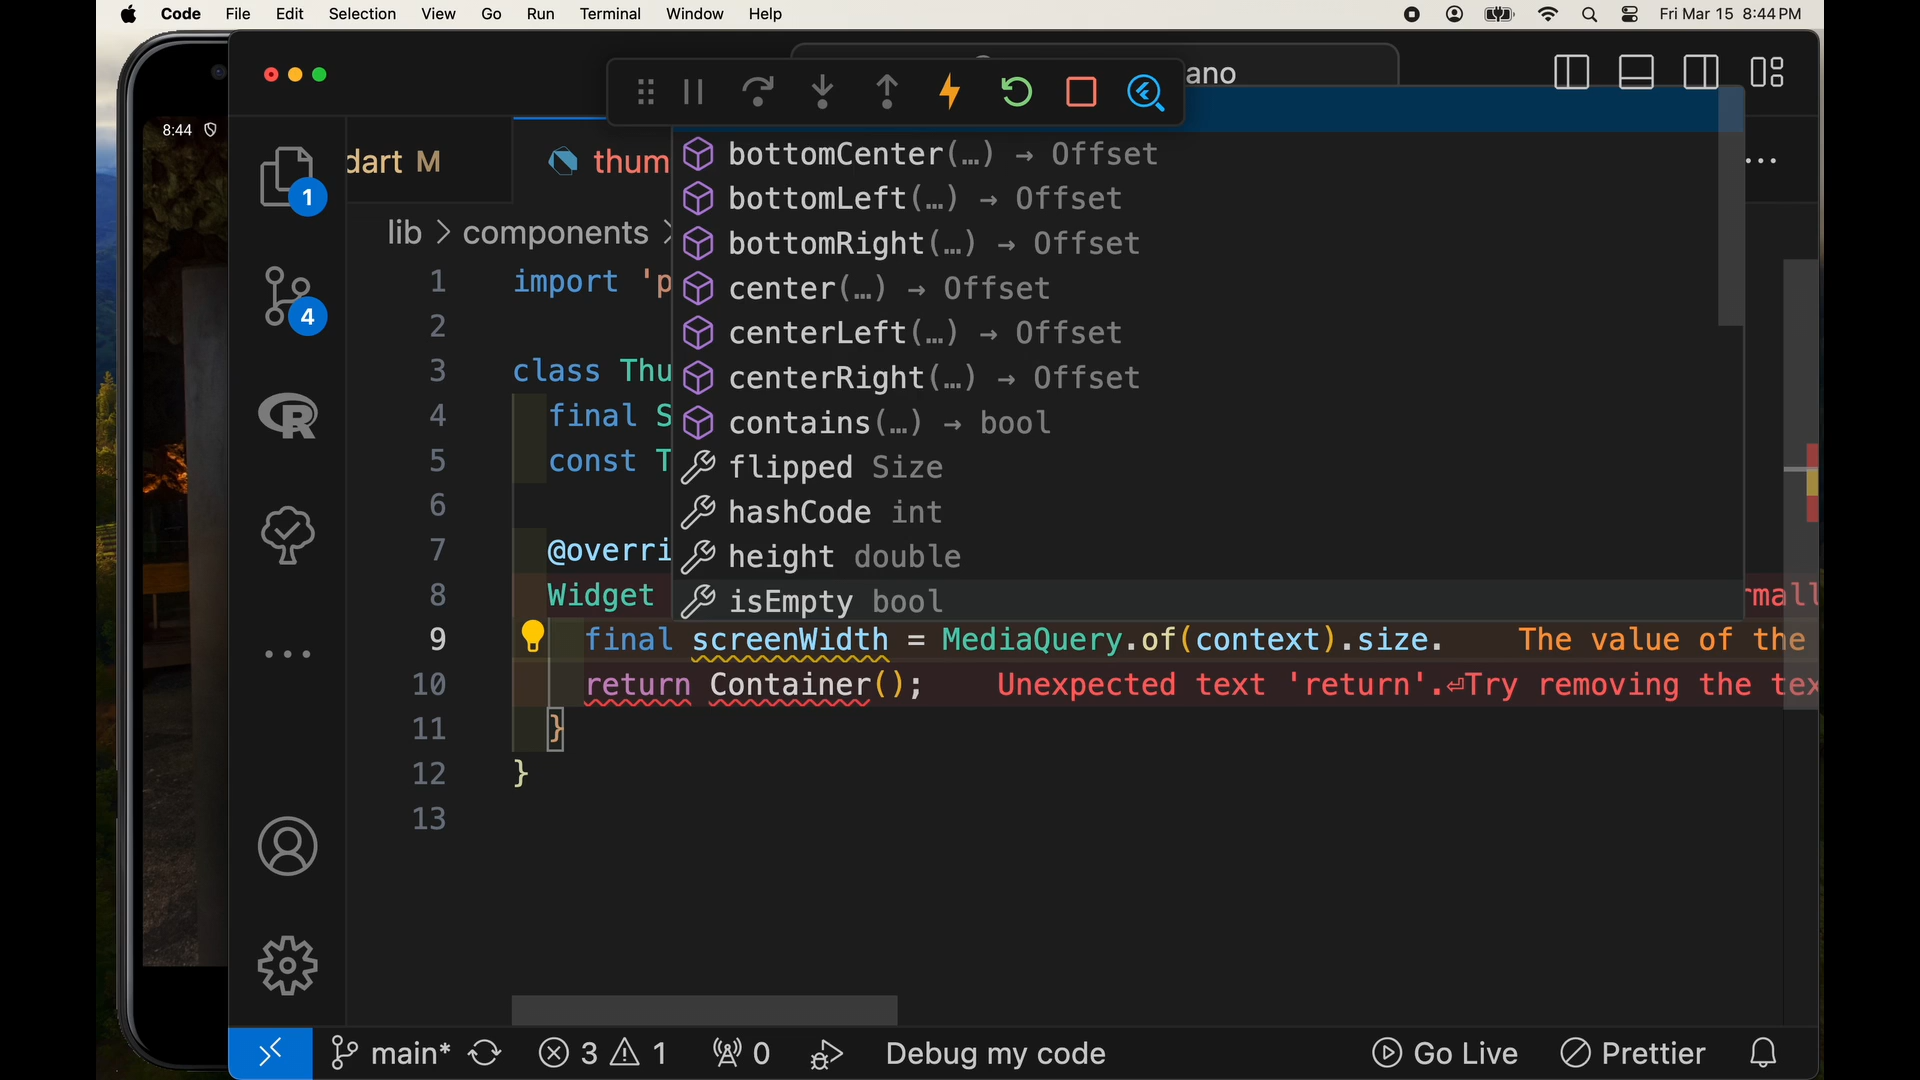 Code File Edit Selection View Go Run Terminal Window Help Fri Mar 15 8:44 PM
ano
8:44
dart M
thum
lib > components >
bottomCenter(…) → Offset
bottomLeft(…) → Offset
bottomRight(…) → Offset
center(…) → Offset
centerLeft(…) → Offset
centerRight(…) → Offset
contains(…) → bool
flipped Size
hashCode int
height double
isEmpty bool
1
4
1 import 'p
2
3 class Thu
4 final S
5 const T
6
7 @overri
8 Widget rmall
9 final screenWidth = MediaQuery.of(context).size. The value of the
10 return Container(); Unexpected text 'return'.⏎Try removing the tex
11 }
12 }
13
main* 3 1 0 Debug my code Go Live Prettier